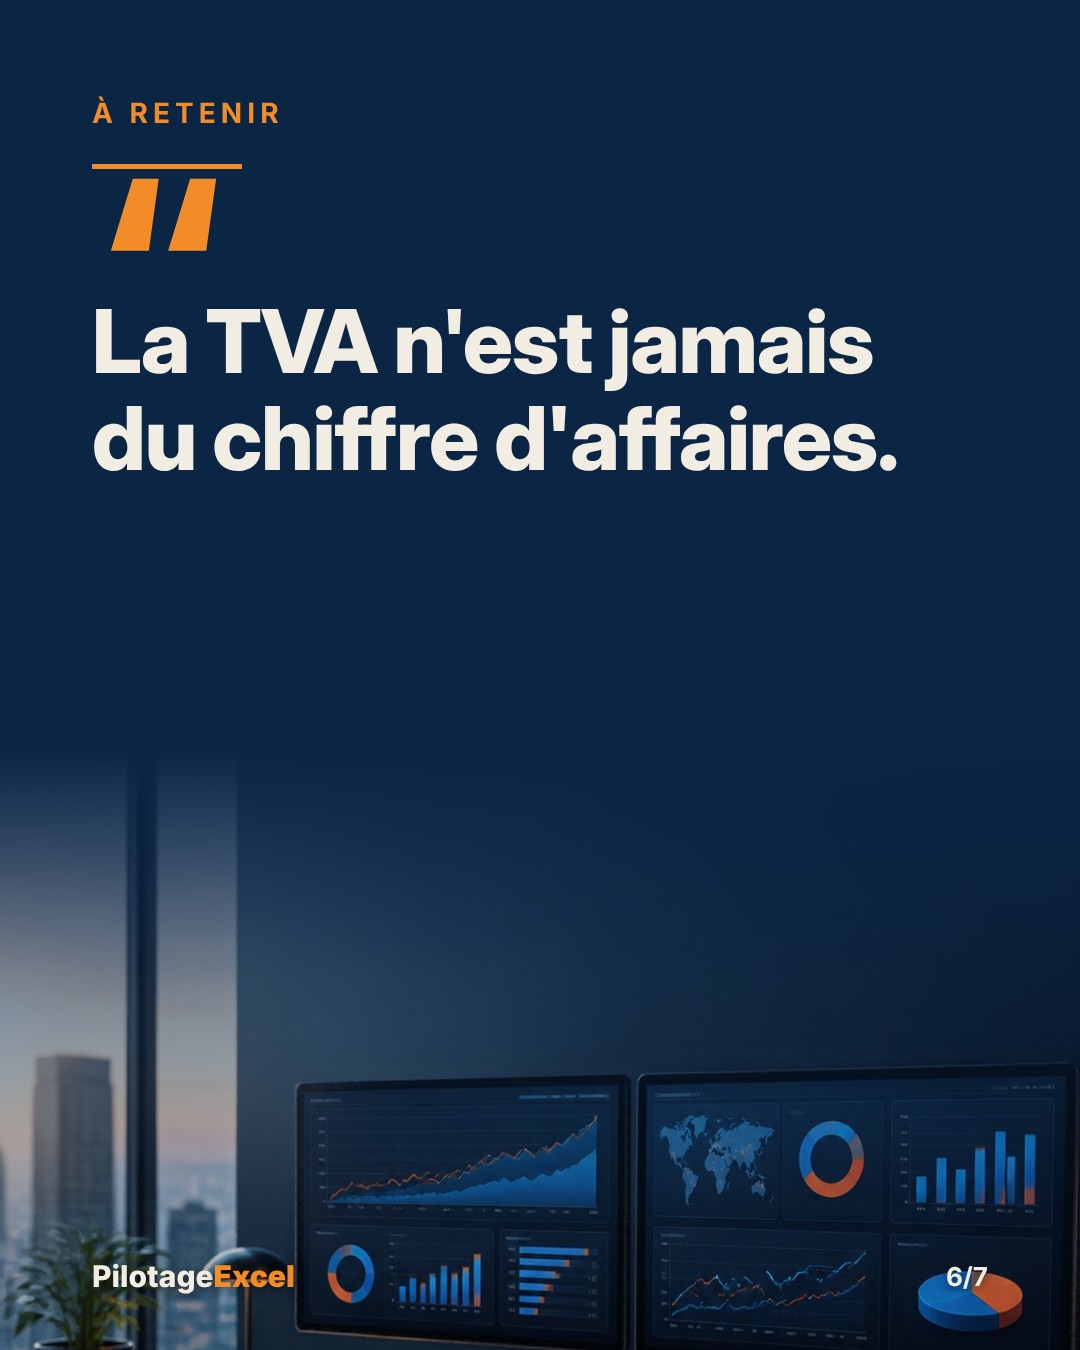 À RETENIR
"
La TVA n'est jamais
du chiffre d'affaires.
PilotageExcel
6/7